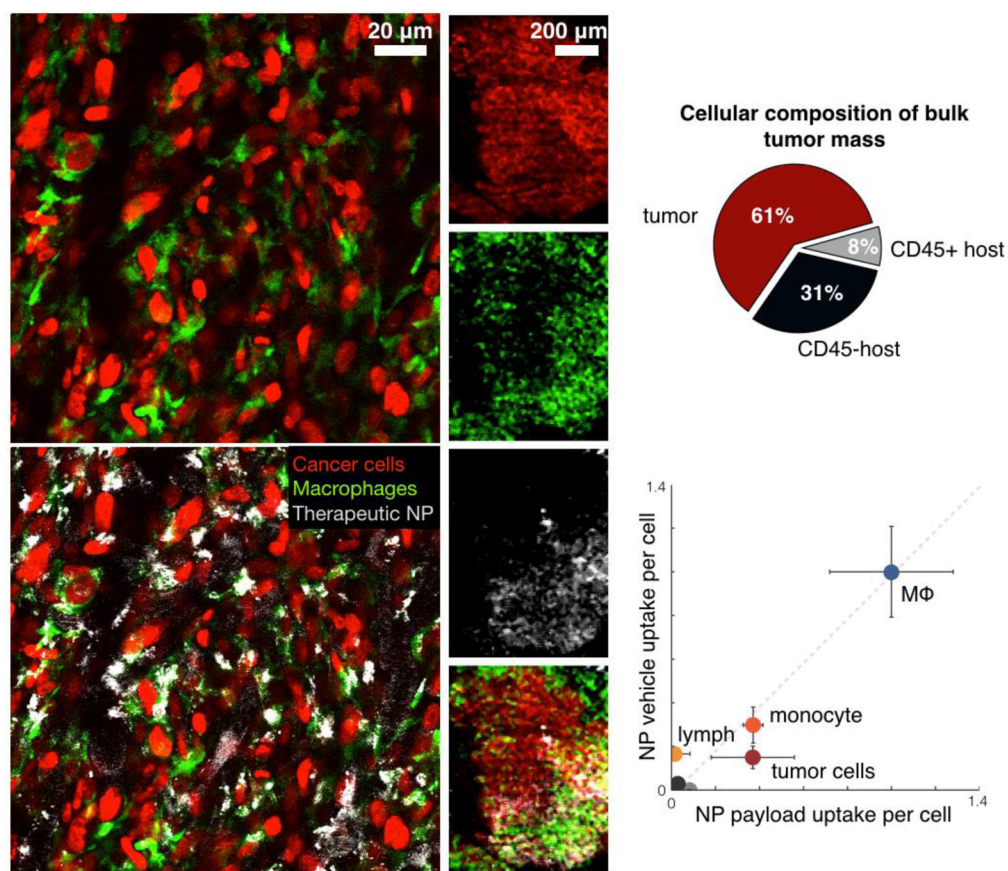 20 µm
200 µm
Cellular composition of bulk
tumor mass
tumor
61%
8%
CD45+ host
31%
CD45-host
Cancer cells
Macrophages
Therapeutic NP
1.4
NP vehicle uptake per cell
MΦ
monocyte
lymph
tumor cells
0
0
1.4
NP payload uptake per cell